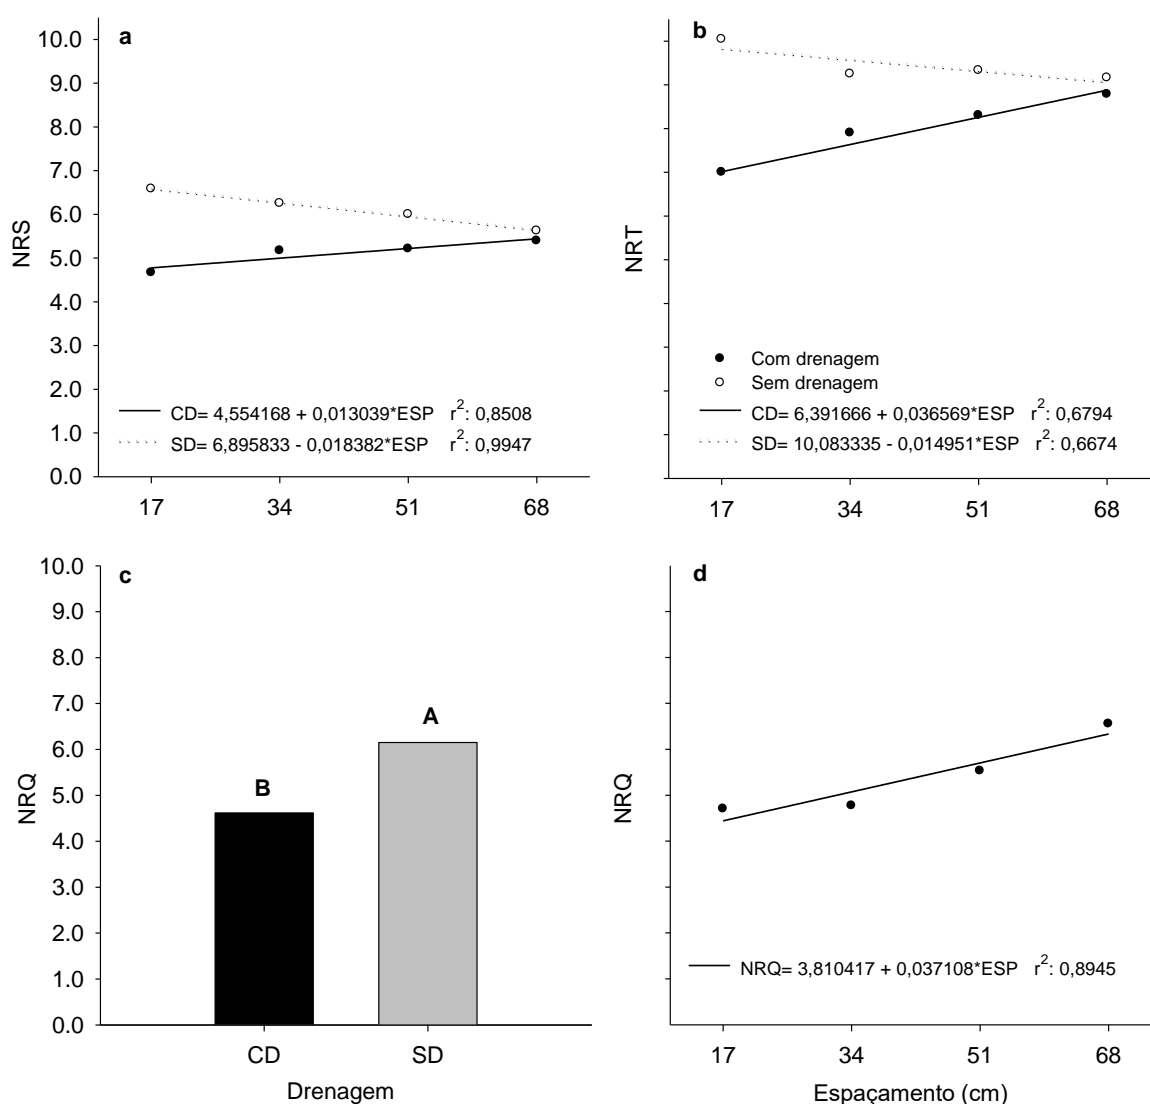 a
10.0
9.0
8.0
7.0
6.0
5.0
4.0
3.0
2.0
1.0
0.0
NRS
CD= 4,554168 + 0,013039*ESP r²: 0,8508
SD= 6,895833 - 0,018382*ESP r²: 0,9947
17 34 51 68
b
NRT
Com drenagem
Sem drenagem
CD= 6,391666 + 0,036569*ESP r²: 0,6794
SD= 10,083335 - 0,014951*ESP r²: 0,6674
17 34 51 68
c
10.0
9.0
8.0
7.0
6.0
5.0
4.0
3.0
2.0
1.0
0.0
NRQ
B
A
CD SD
Drenagem
d
NRQ
NRQ= 3,810417 + 0,037108*ESP r²: 0,8945
17 34 51 68
Espaçamento (cm)